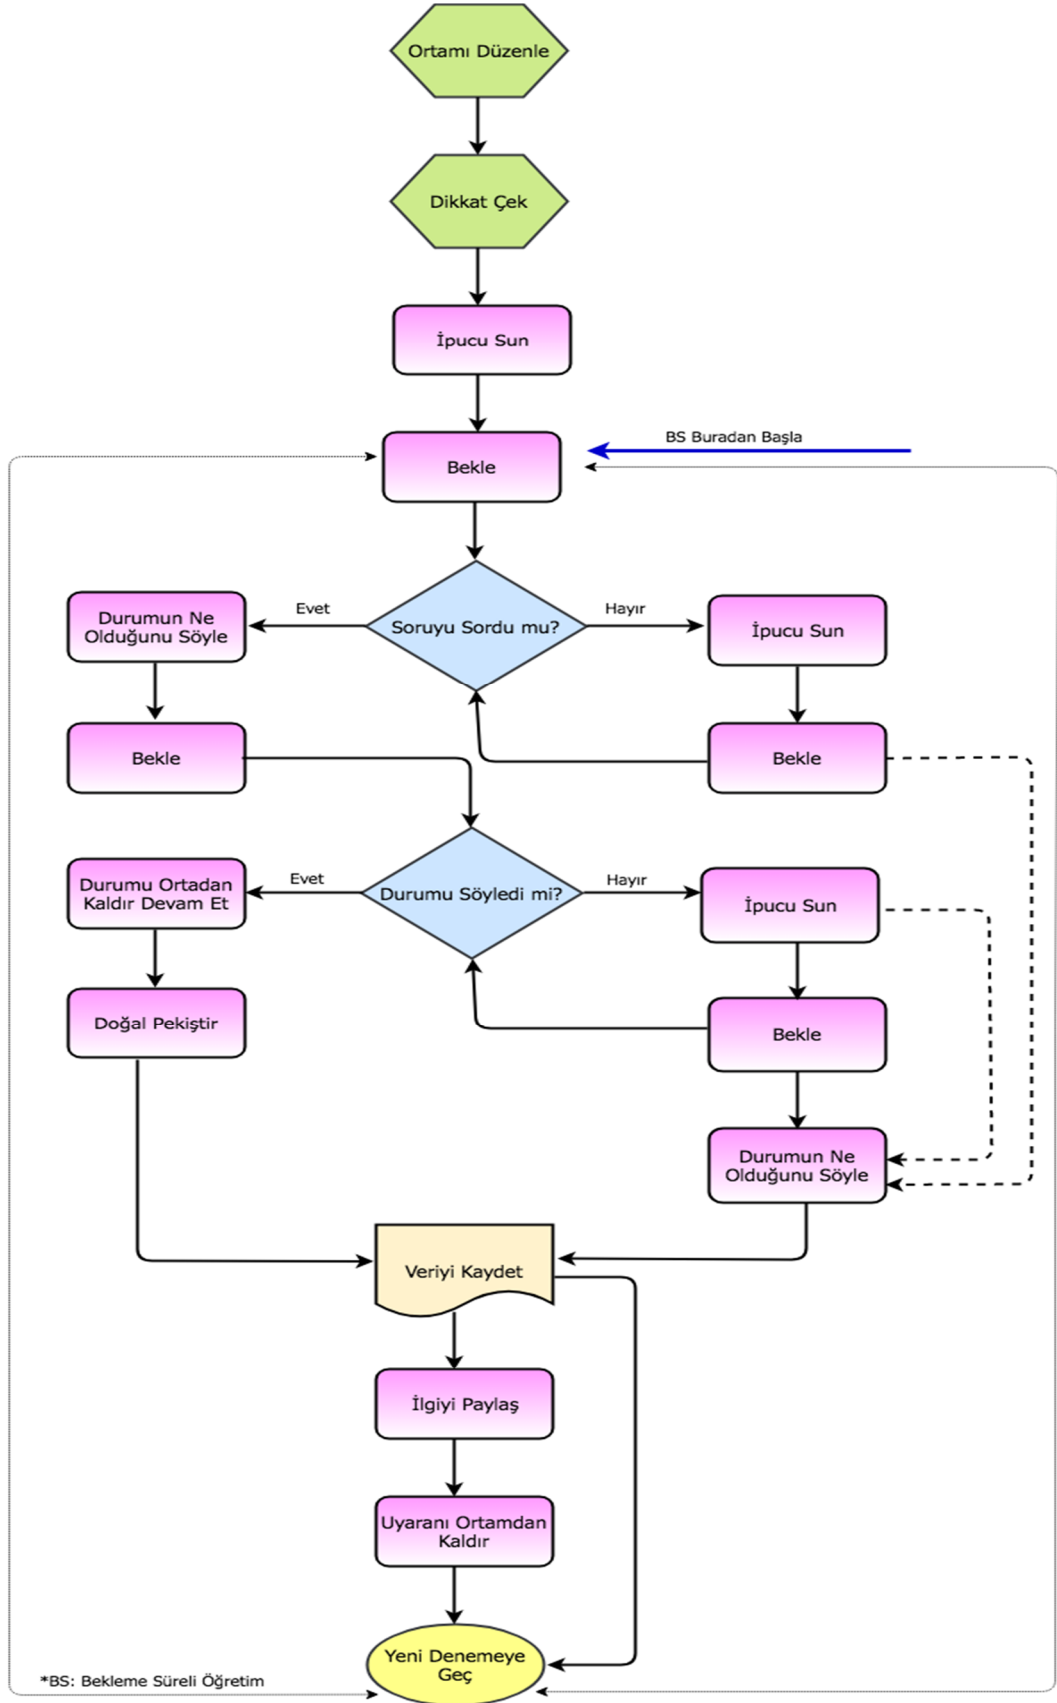 Ortamı Düzenle
Dikkat Çek
İpucu Sun
BS Buradan Başla
Bekle
Evet
Soruyu Sordu mu?
Hayır
Durumun Ne
Olduğunu Söyle
İpucu Sun
Bekle
Bekle
Evet
Durumu Söyledi mi?
Hayır
Durumu Ortadan
Kaldır Devam Et
İpucu Sun
Doğal Pekiştir
Bekle
Durumun Ne
Olduğunu Söyle
Veriyi Kaydet
İlgiyi Paylaş
Uyaranı Ortamdan
Kaldır
Yeni Denemeye
Geç
*BS: Bekleme Süreli Öğretim